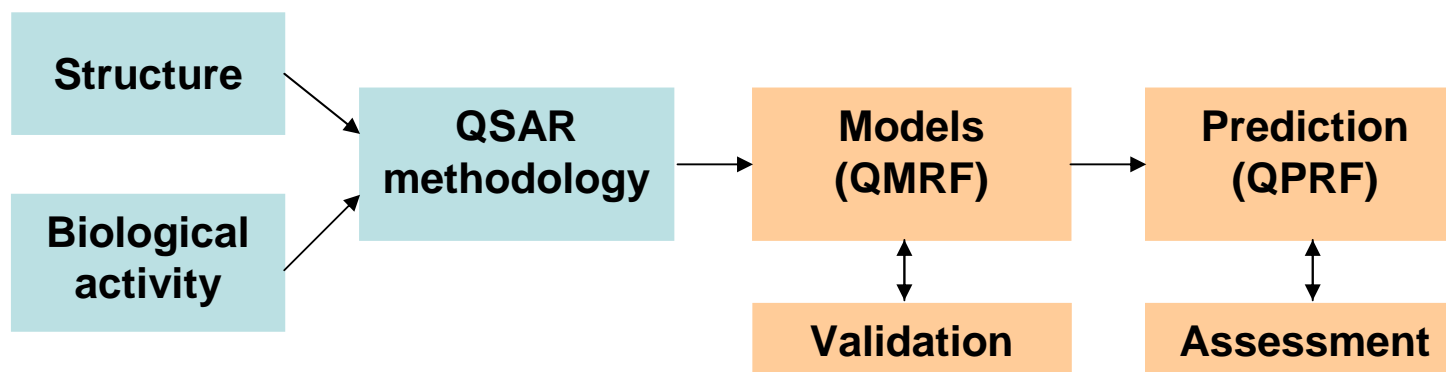 Structure
Biological
activity
QSAR
methodology
Models
(QMRF)
Validation
Prediction
(QPRF)
Assessment